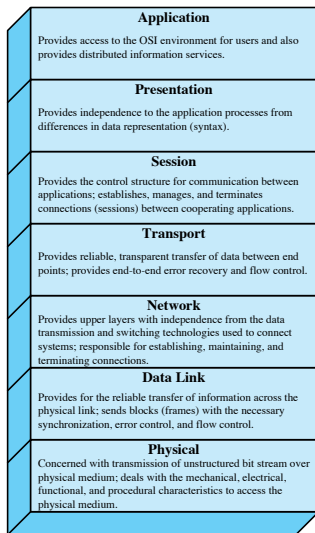 Application
Provides access to the OSI environment for users and also
provides distributed information services.
Presentation
Provides independence to the application processes from
differences in data representation (syntax).
Session
Provides the control structure for communication between
applications; establishes, manages, and terminates
connections (sessions) between cooperating applications.
Transport
Provides reliable, transparent transfer of data between end
points; provides end-to-end error recovery and flow control.
Network
Provides upper layers with independence from the data
transmission and switching technologies used to connect
systems; responsible for establishing, maintaining, and
terminating connections.
Data Link
Provides for the reliable transfer of information across the
physical link; sends blocks (frames) with the necessary
synchronization, error control, and flow control.
Physical
Concerned with transmission of unstructured bit stream over
physical medium; deals with the mechanical, electrical,
functional, and procedural characteristics to access the
physical medium.